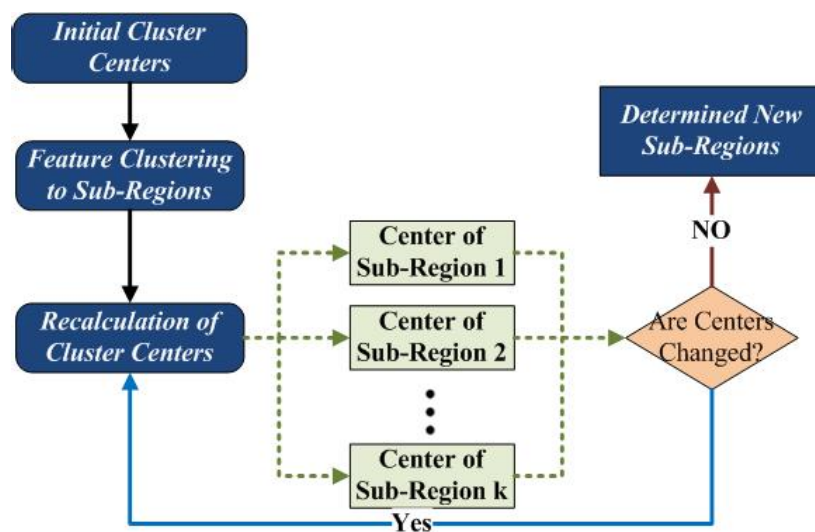 Initial Cluster
Centers
Feature Clustering
to Sub-Regions
Recalculation of
Cluster Centers
Center of
Sub-Region 1
Center of
Sub-Region 2
Center of
Sub-Region k
Are Centers
Changed?
NO
Determined New
Sub-Regions
Yes